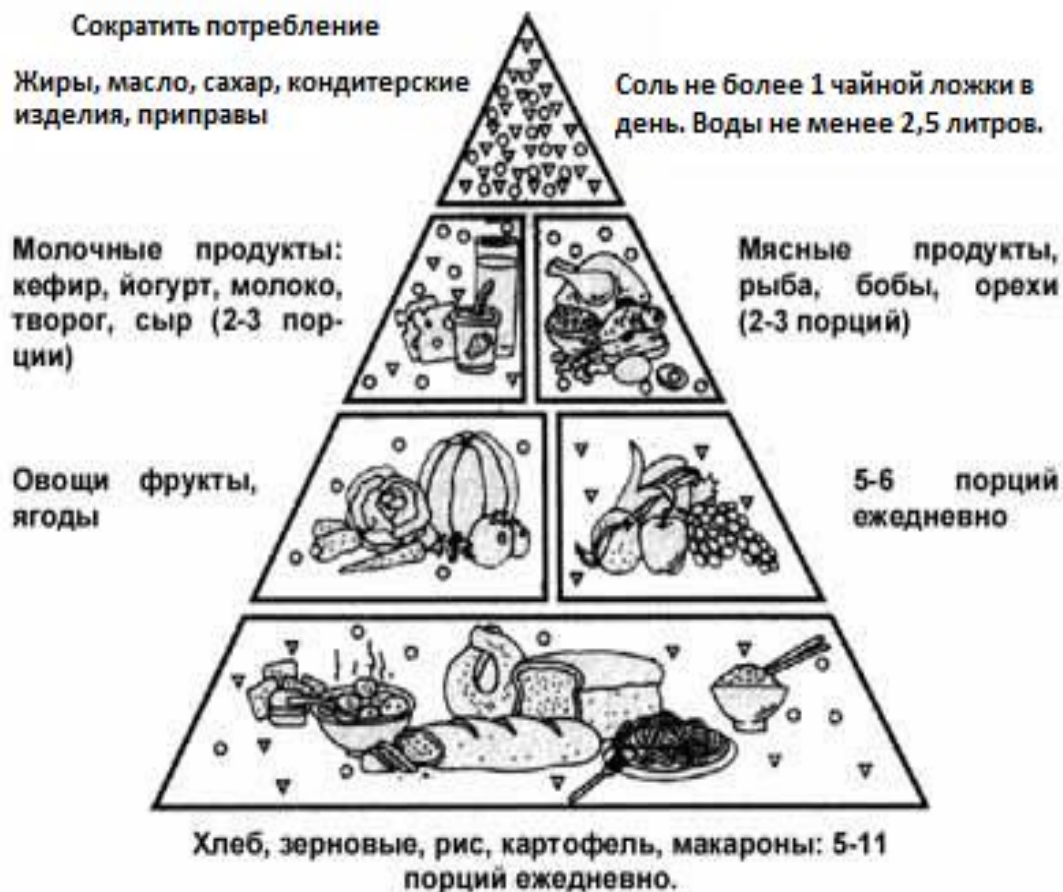 Сократить потребление
Жиры, масло, сахар, кондитерские
изделия, приправы
Соль не более 1 чайной ложки в
день. Воды не менее 2,5 литров.
Молочные продукты:
кефир, йогурт, молоко,
творог, сыр (2-3 пор-
ции)
Мясные продукты,
рыба, бобы, орехи
(2-3 порций)
Овощи фрукты,
ягоды
5-6 порций
ежедневно
Хлеб, зерновые, рис, картофель, макароны: 5-11
порций ежедневно.